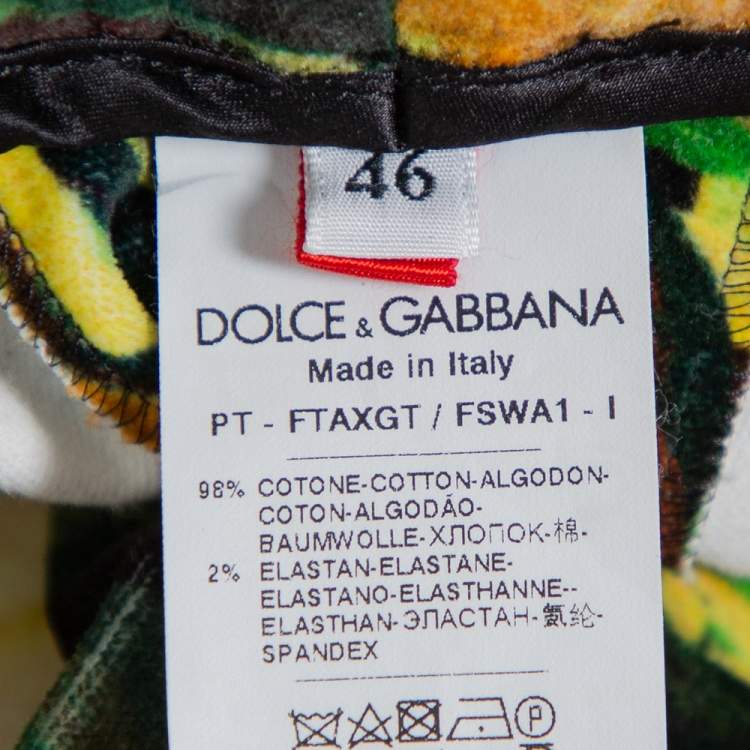 46
DOLCE & GABBANA
Made in Italy
PT - FTAXGT / FSWA1 - I
98% COTONE-COTTON-ALGODON-
COTON-ALGODÃO-
BAUMWOLLE-ХЛОПОК-棉-
2% ELASTAN-ELASTANE-
ELASTANO-ELASTHANNE--
ELASTHAN-ЭЛАСТАН-氨纶-
SPANDEX
P